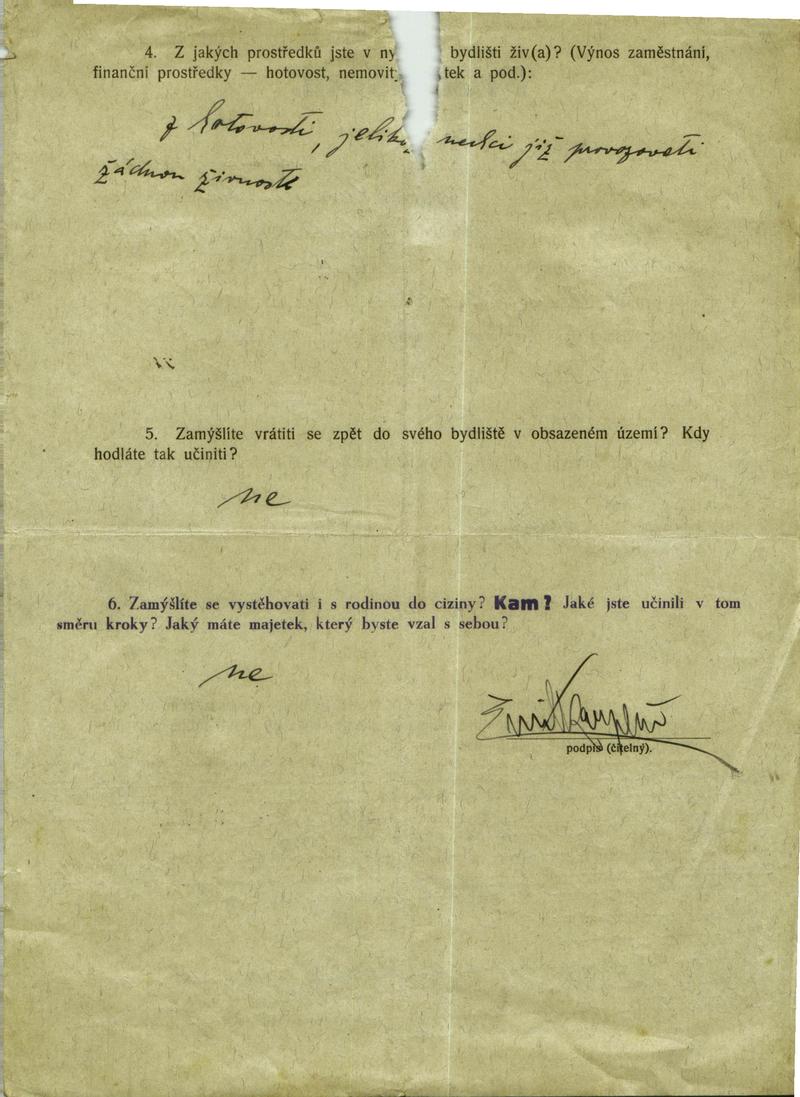 4. Z jakých prostředků jste v ny bydlišti živ(a)? (Výnos zaměstnání,
finanční prostředky — hotovost, nemovit tek a pod.):
z hotovosti, jeliko nechci již provozovati
žádnou živnost
5. Zamýšlíte vrátiti se zpět do svého bydliště v obsazeném území? Kdy
hodláte tak učiniti?
ne
6. Zamýšlíte se vystěhovati i s rodinou do ciziny? Kam? Jaké jste učinili v tom
směru kroky? Jaký máte majetek, který byste vzal s sebou?
ne
Emil
podpis (čitelný).